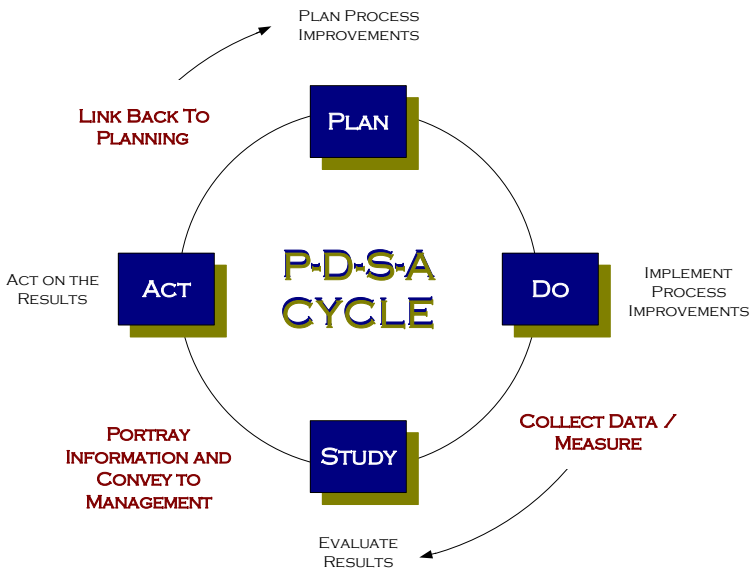 Plan Process
Improvements
Link Back To
Planning
Plan
Act on the
Results
Act
P-D-S-A
Cycle
Do
Implement
Process
Improvements
Portray
Information and
Convey to
Management
Study
Collect Data /
Measure
Evaluate
Results